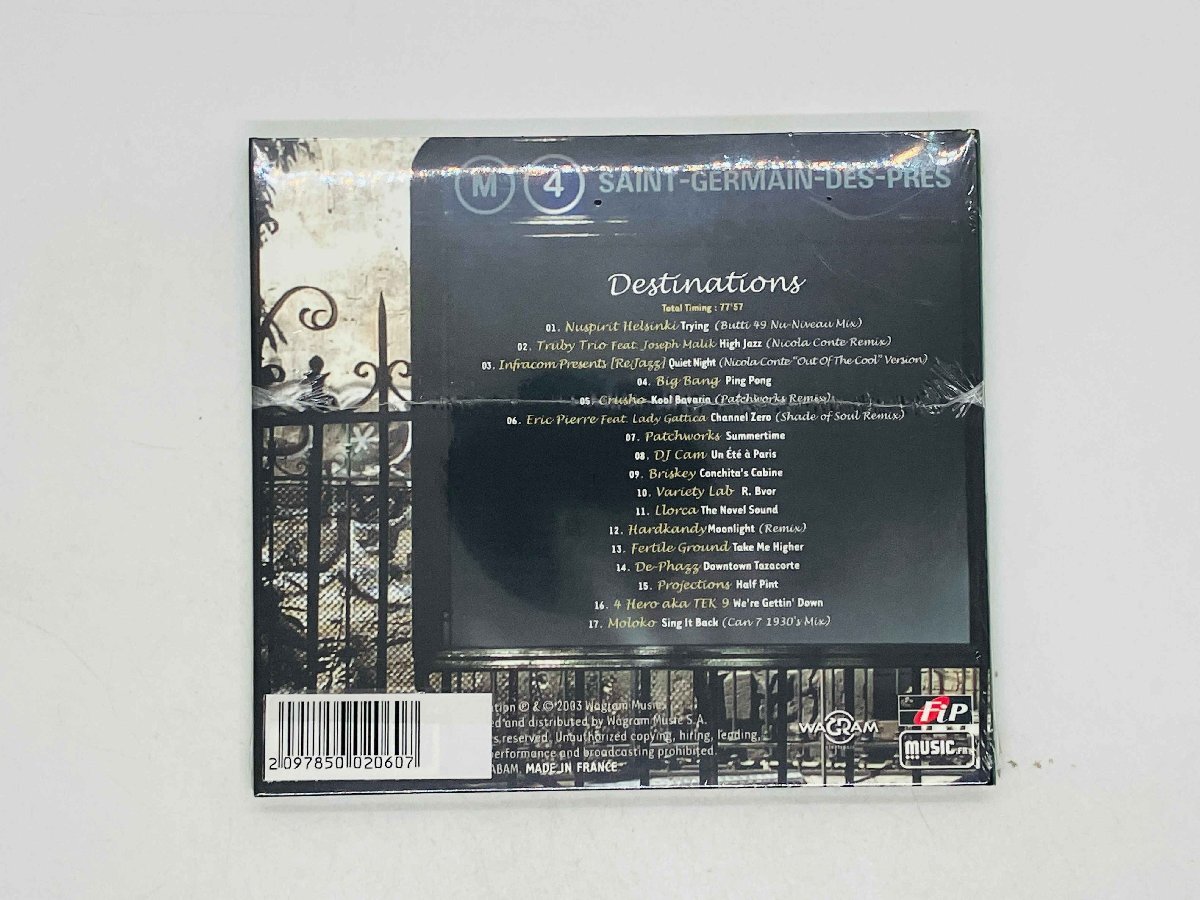 M 4 SAINT-GERMAIN-DES-PRES
Destinations
Total Timing : 77'57
01. Nuspirit Helsinki Trying (Butti 49 Nu-Niveau Mix)
02. Truby Trio Feat. Joseph Malik High Jazz (Nicola Conte Remix)
03. Infracom Presents [Re:Jazz] Quiet Night (Nicola Conte "Out Of The Cool" Version)
04. Big Bang Ping Pong
05. Crusho Kool Bavaria (Patchworks Remix)
06. Eric Pierre Feat. Lady Gattica Channel Zero (Shade of Soul Remix)
07. Patchworks Summertime
08. DJ Cam Un Été à Paris
09. Briskey Conchita's Cabine
10. Variety Lab R. Bvor
11. Llorca The Novel Sound
12. Hardkandy Moonlight (Remix)
13. Fertile Ground Take Me Higher
14. De-Phazz Downtown Tazacorte
15. Projections Half Pint
16. 4 Hero aka TEK 9 We're Gettin' Down
17. Moloko Sing It Back (Can 7 1930's Mix)
ation ℗ & © 2003 Wagram Music
ed and distributed by Wagram Music S.A.
s reserved. Unauthorized copying, hiring, lending,
erformance and broadcasting prohibited.
ABAM. MADE IN FRANCE
2 097850 020607
WAGRAM
FIP
MUSIC.FR